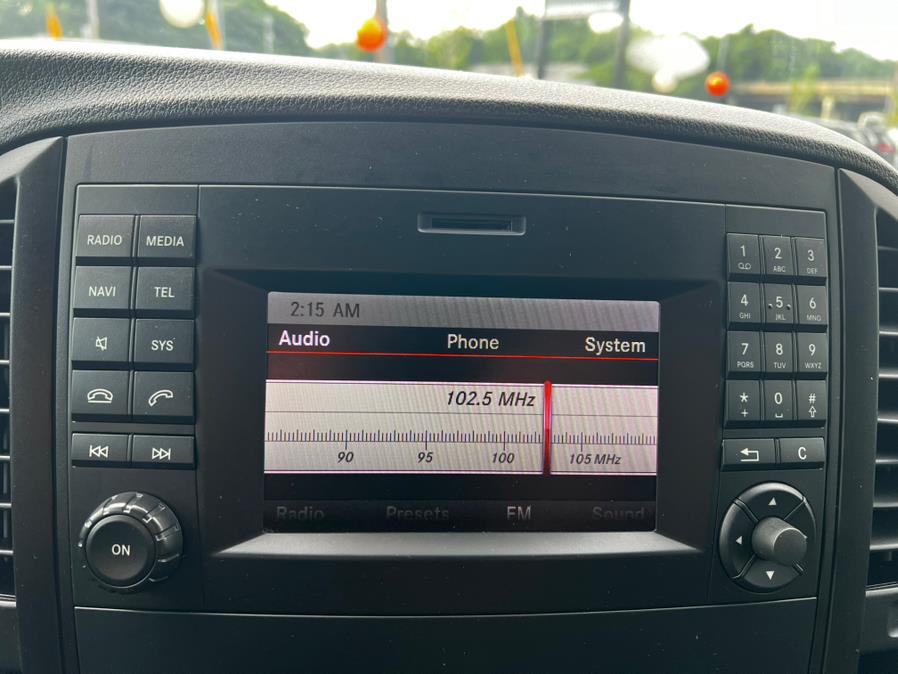 RADIO MEDIA
NAVI TEL
SYS
ON
2:15 AM
Audio Phone System
102.5 MHz
90 95 100 105 MHz
Radio Presets FM Sound
1 2 ABC 3 DEF
4 GHI 5 JKL 6 MNO
7 PQRS 8 TUV 9 WXYZ
* + 0 #
C